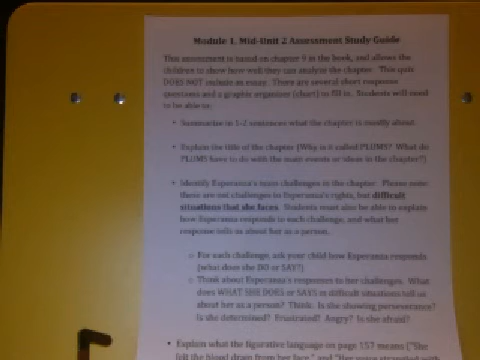 Module 1, Mid-Unit 2 Assessment Study Guide
This assessment is based on chapter 9 in the book, and allows the
children to show how well they can analyze the chapter. This quiz
DOES NOT include an essay. There are several short response
questions and a graphic organizer (chart) to fill in. Students will need
to be able to:
• Summarize in 1-2 sentences what the chapter is mostly about.
• Explain the title of the chapter (Why is it called PLUMS? What do
PLUMS have to do with the main events or ideas in the chapter?)
• Identify Esperanza's main challenges in the chapter. Please note:
these are not challenges to Esperanza's rights, but difficult
situations that she faces. Students must also be able to explain
how Esperanza responds to each challenge, and what her
response tells us about her as a person.
o For each challenge, ask your child how Esperanza responds
(what does she DO or SAY?)
o Think about Esperanza's responses to her challenges. What
does WHAT SHE DOES or SAYS in difficult situations tell us
about her as a person? Think: Is she showing perseverance?
Is she determined? Frustrated? Angry? Is she afraid?
• Explain what the figurative language on page 157 means ("She
felt the blood drain from her face," and "Her voice